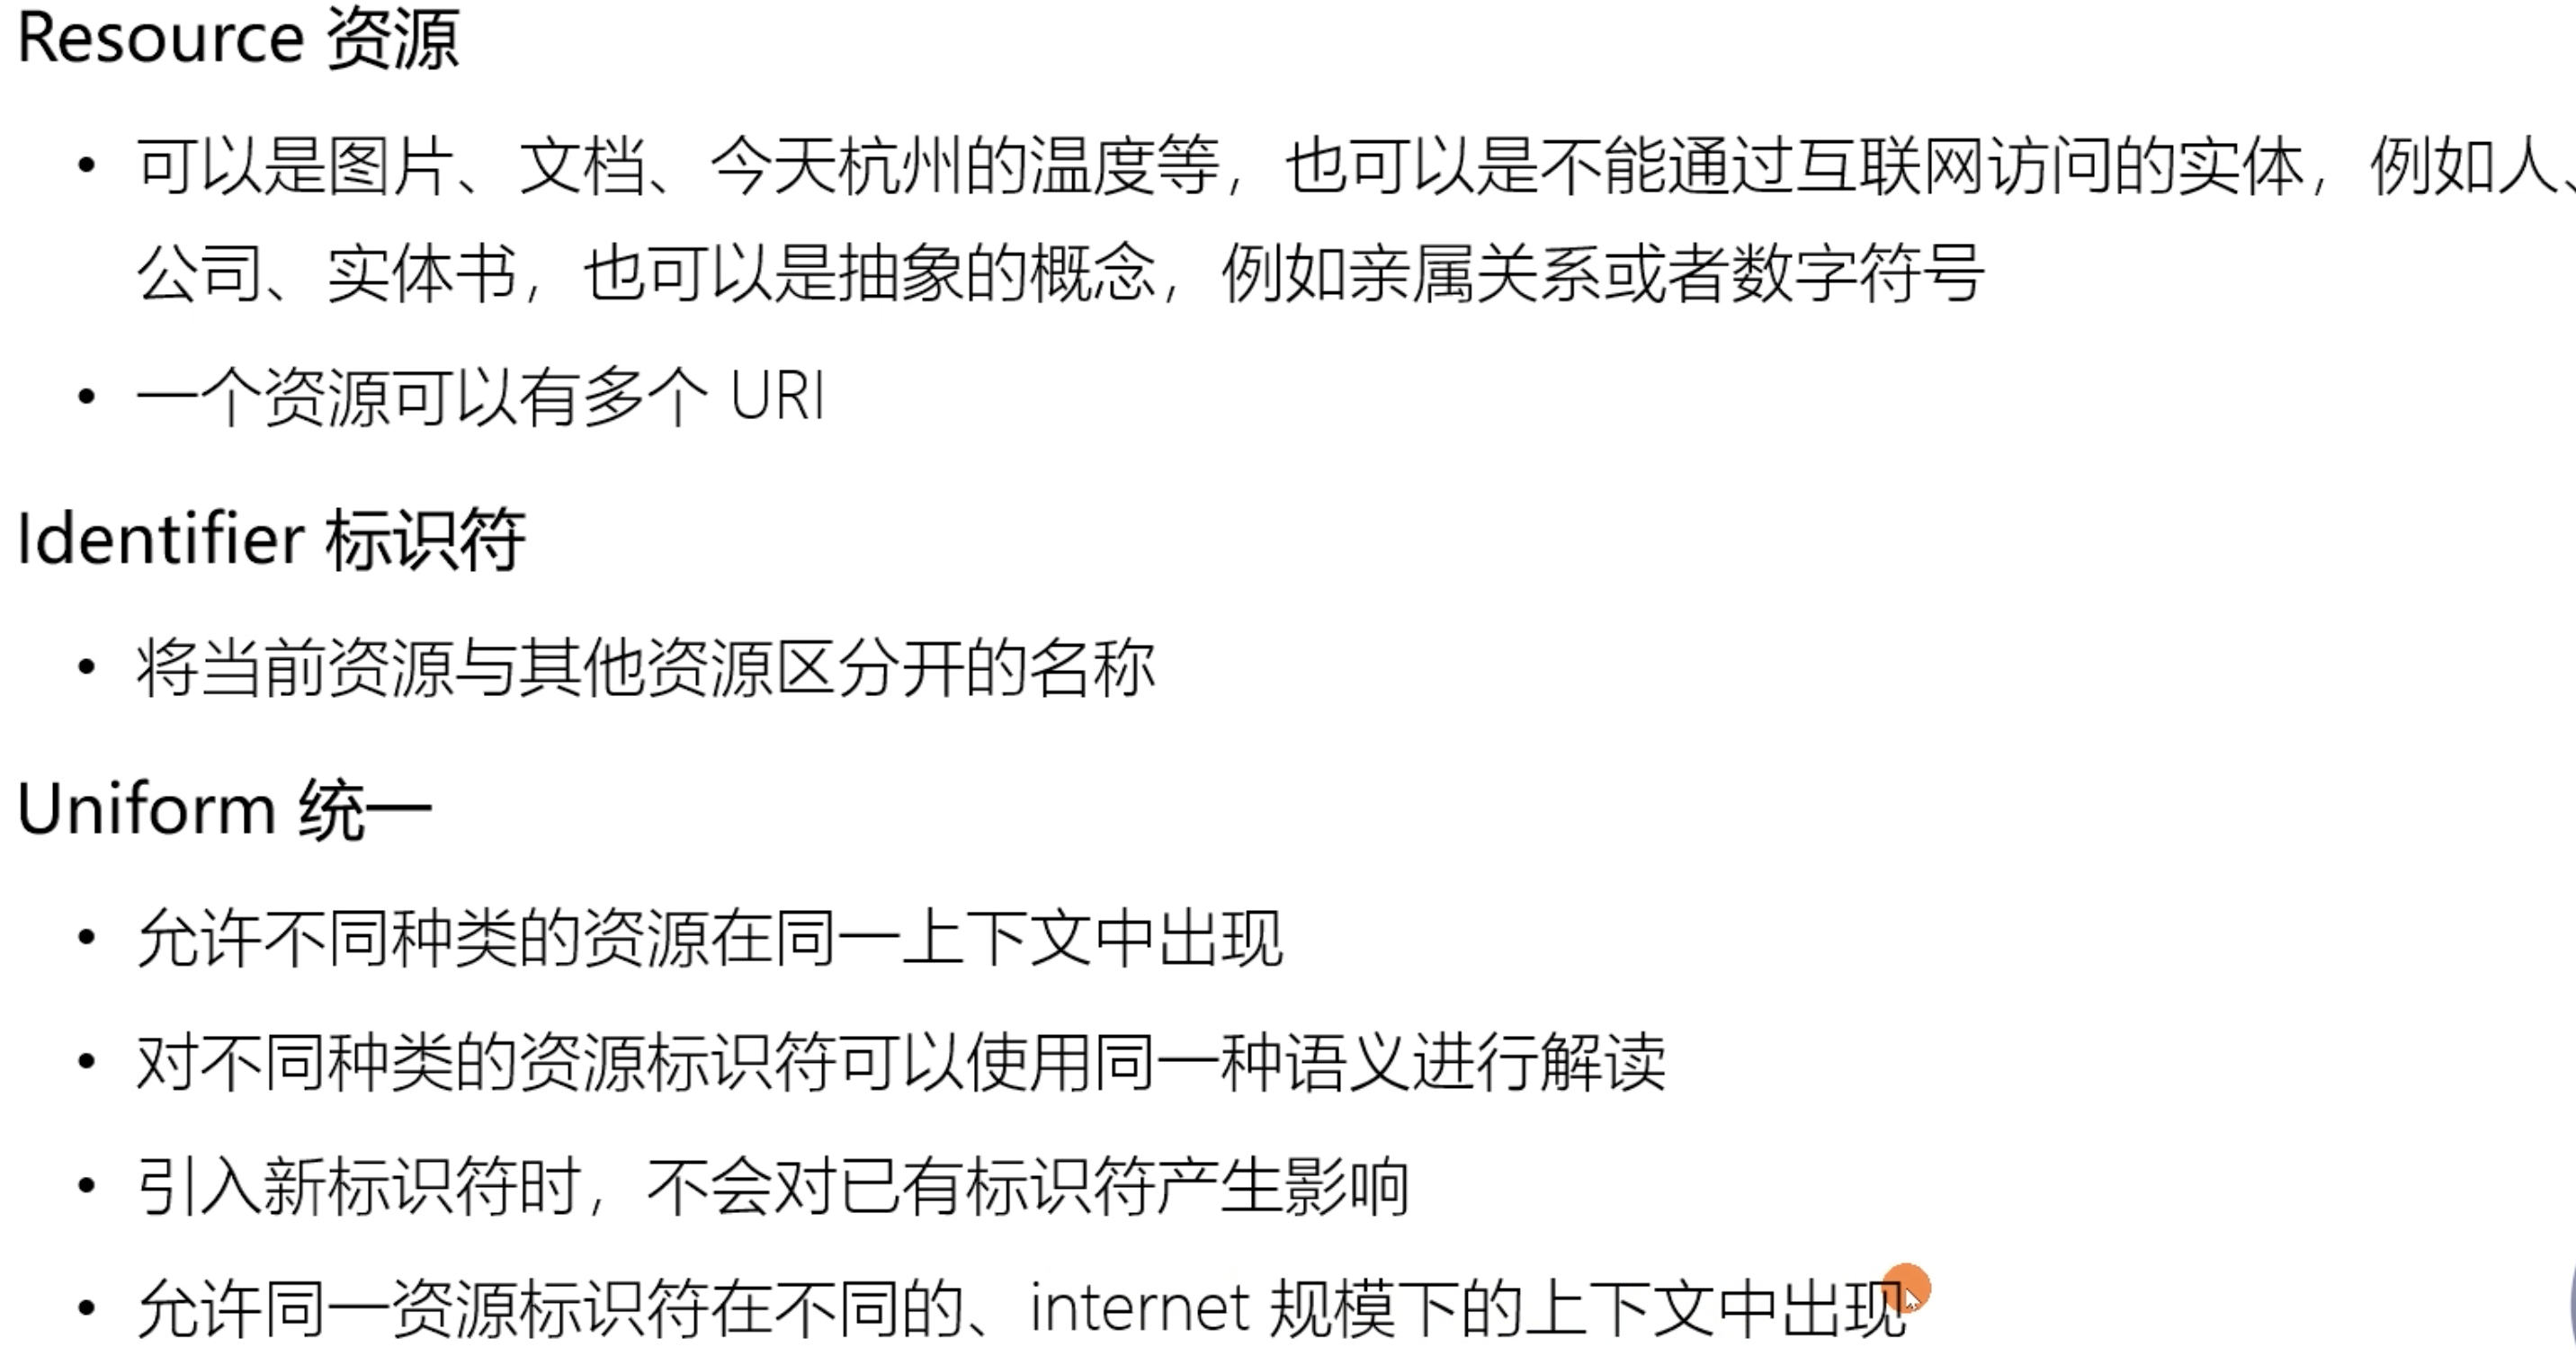 Resource 资源
• 可以是图片、文档、今天杭州的温度等，也可以是不能通过互联网访问的实体，例如人、
公司、实体书，也可以是抽象的概念，例如亲属关系或者数字符号
• 一个资源可以有多个 URI
Identifier 标识符
• 将当前资源与其他资源区分开的名称
Uniform 统一
• 允许不同种类的资源在同一上下文中出现
• 对不同种类的资源标识符可以使用同一种语义进行解读
• 引入新标识符时，不会对已有标识符产生影响
• 允许同一资源标识符在不同的、internet 规模下的上下文中出现